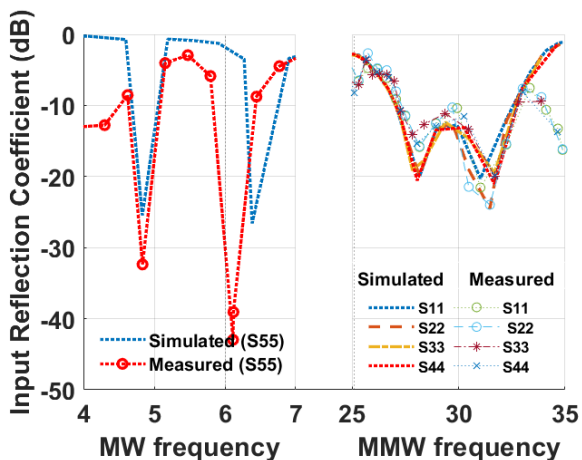 Input Reflection Coefficient (dB)
0
-10
-20
-30
-40
-50
Simulated (S55)
Measured (S55)
4
5
6
7
MW frequency
Simulated Measured
S11 S11
S22 S22
S33 S33
S44 S44
25
30
35
MMW frequency